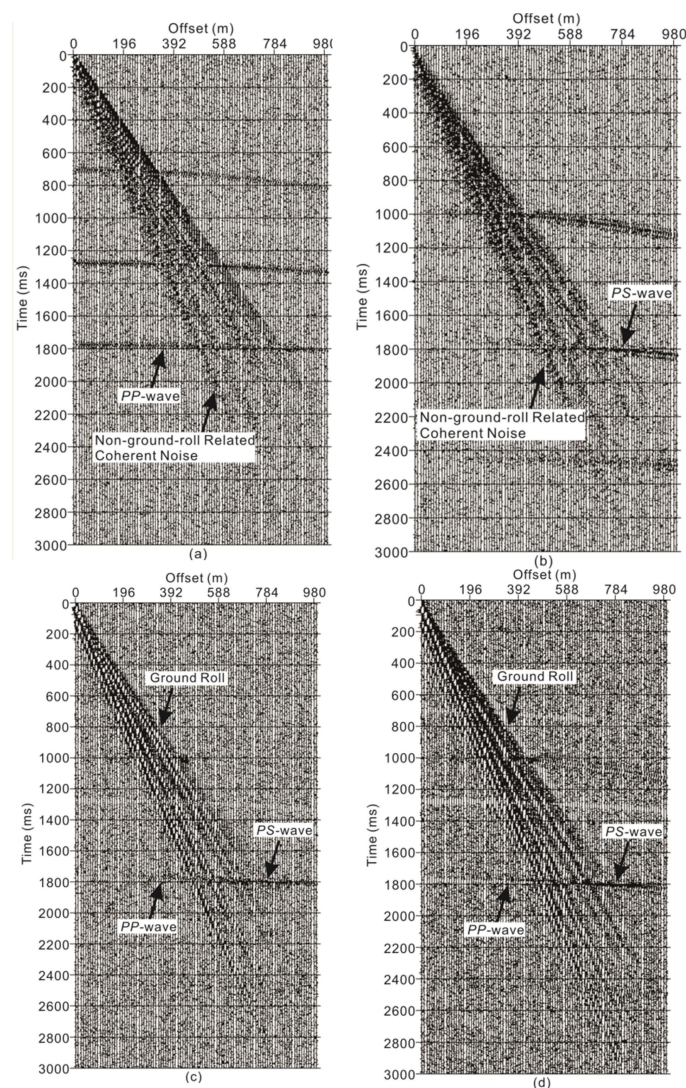 Offset (m)
0 196 392 588 784 980
0
200
400
600
800
1000
1200
1400
1600
1800
2000
2200
2400
2600
2800
3000
Time (ms)
PP-wave
Non-ground-roll Related
Coherent Noise
(a)
Offset (m)
0 196 392 588 784 980
0
200
400
600
800
1000
1200
1400
1600
1800
2000
2200
2400
2600
2800
3000
Time (ms)
PS-wave
Non-ground-roll Related
Coherent Noise
(b)
Offset (m)
0 196 392 588 784 980
0
200
400
600
800
1000
1200
1400
1600
1800
2000
2200
2400
2600
2800
3000
Time (ms)
Ground Roll
PS-wave
PP-wave
(c)
Offset (m)
0 196 392 588 784 980
0
200
400
600
800
1000
1200
1400
1600
1800
2000
2200
2400
2600
2800
3000
Time (ms)
Ground Roll
PS-wave
PP-wave
(d)